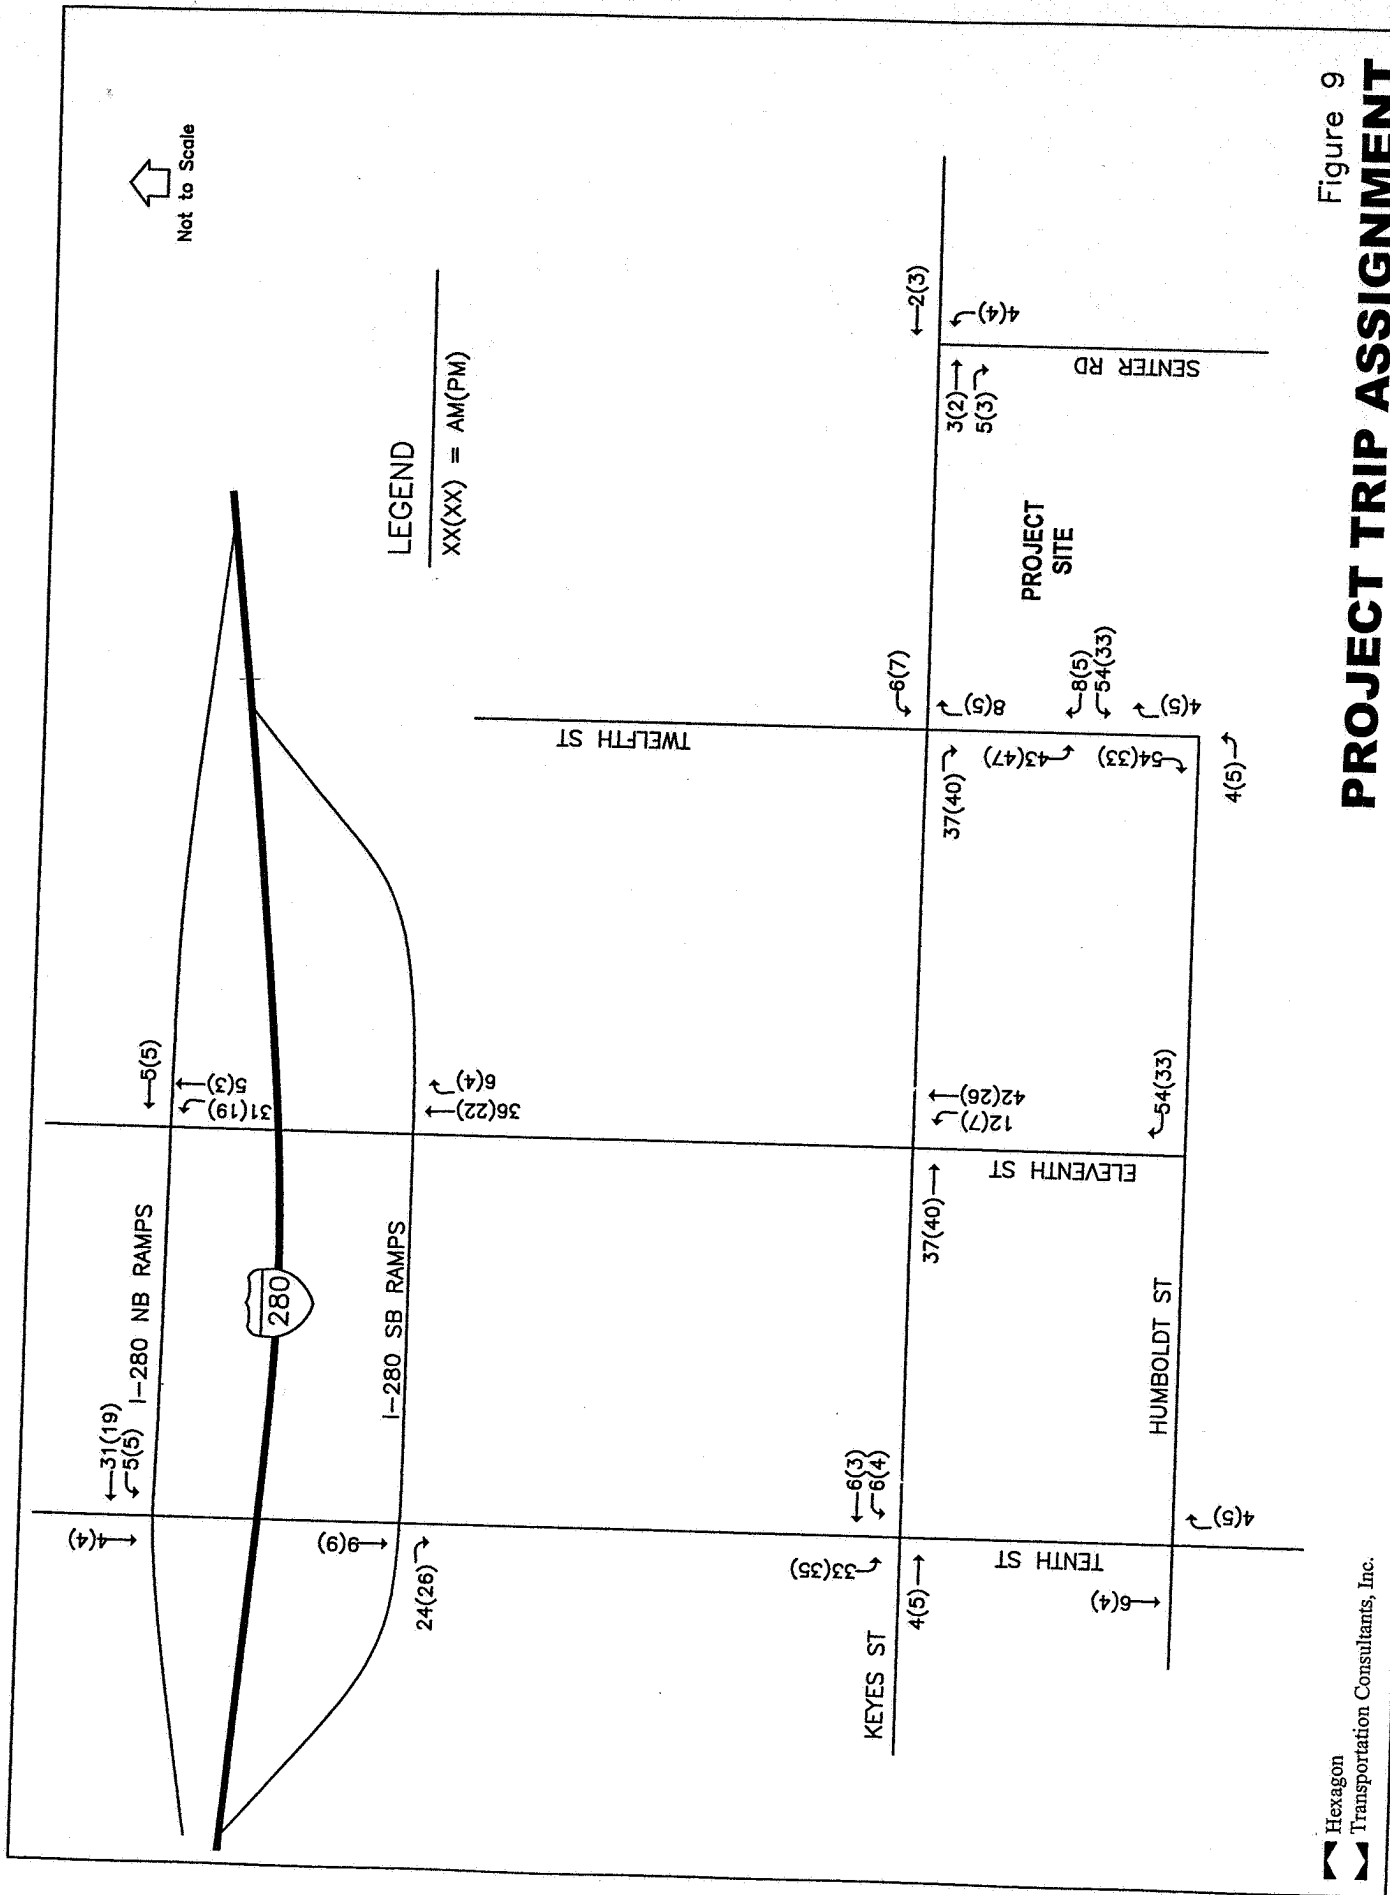 Not to Scale
LEGEND
XX(XX) = AM(PM)
4(4)
31(19)
5(5)
I-280 NB RAMPS
5(5)
31(19)
5(3)
280
9(9)
24(26)
I-280 SB RAMPS
36(22)
6(4)
TWELFTH ST
33(35)
6(3)
6(4)
KEYES ST
4(5)
37(40)
12(7)
42(26)
6(7)
37(40)
8(5)
2(3)
3(2)
5(3)
4(4)
SENTER RD
PROJECT
SITE
43(47)
8(5)
54(33)
54(33)
4(5)
4(5)
TENTH ST
ELEVENTH ST
54(33)
6(4)
4(5)
HUMBOLDT ST
Hexagon
Transportation Consultants, Inc.
Figure 9
PROJECT TRIP ASSIGNMENT